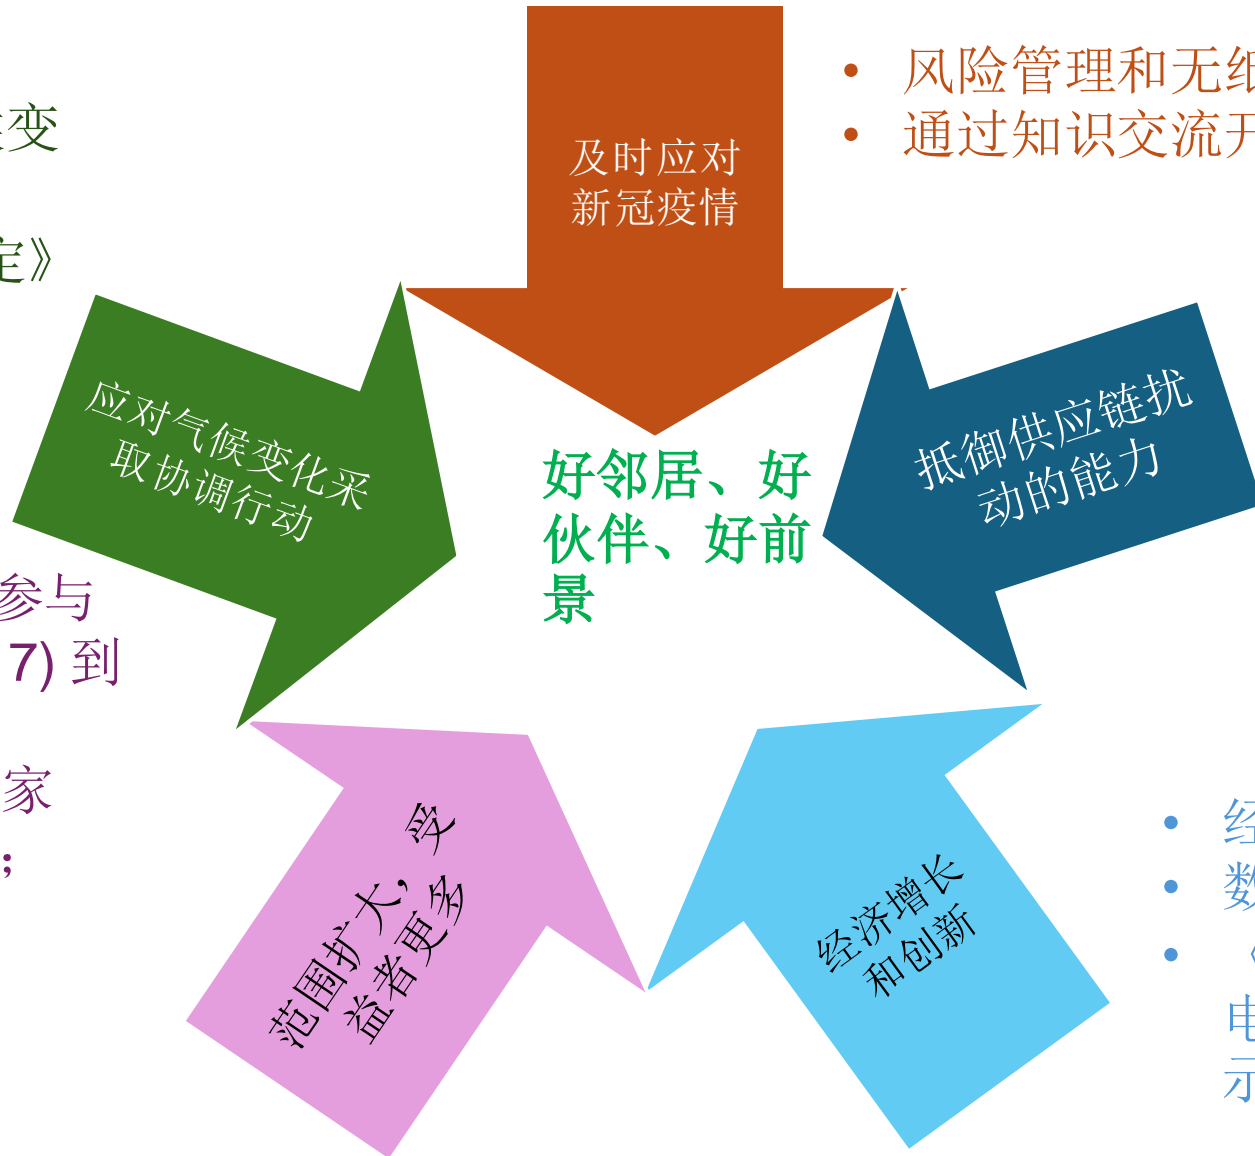 风险管理和无纸
通过知识交流开
变
定》
及时应对
新冠疫情
应对气候变化采
取协调行动
抵御供应链扰
动的能力
好邻居、好
伙伴、好前
景
参与
7) 到
家
；
范围扩大，受
益者更多
经济增长
和创新
经
数
《
电
示